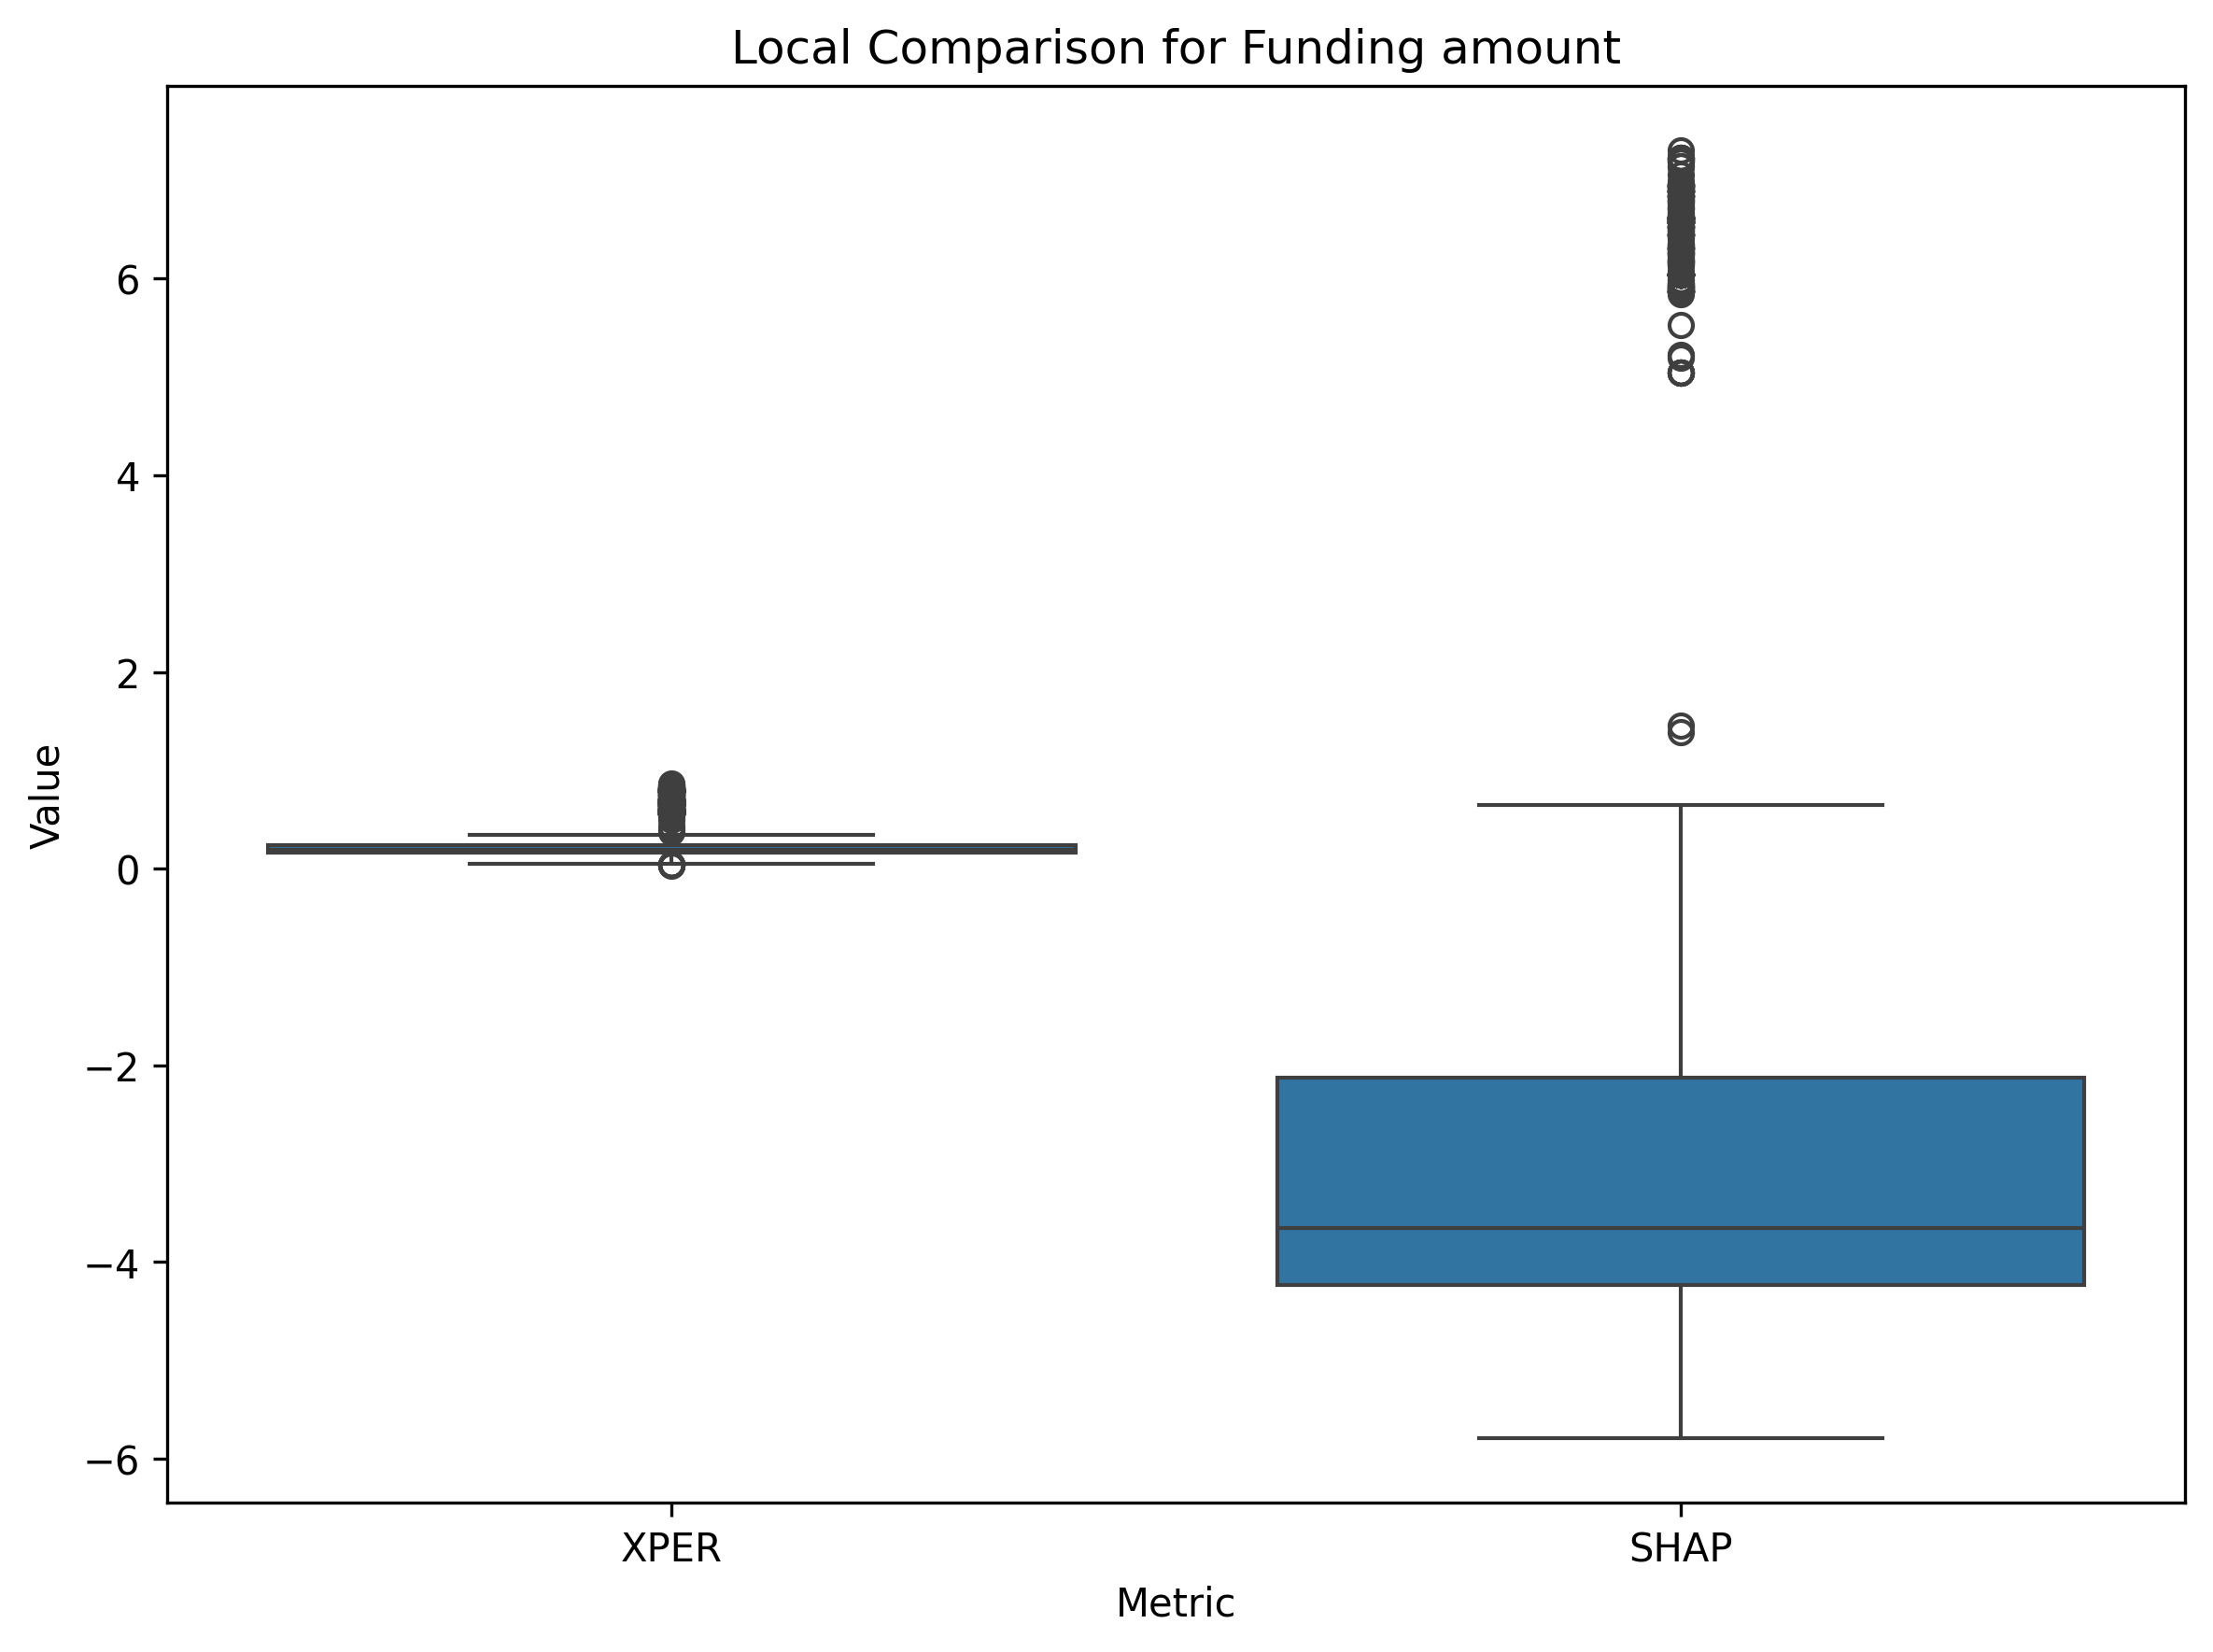 Local Comparison for Funding amount
Value
6
4
2
0
−2
−4
−6
XPER
SHAP
Metric